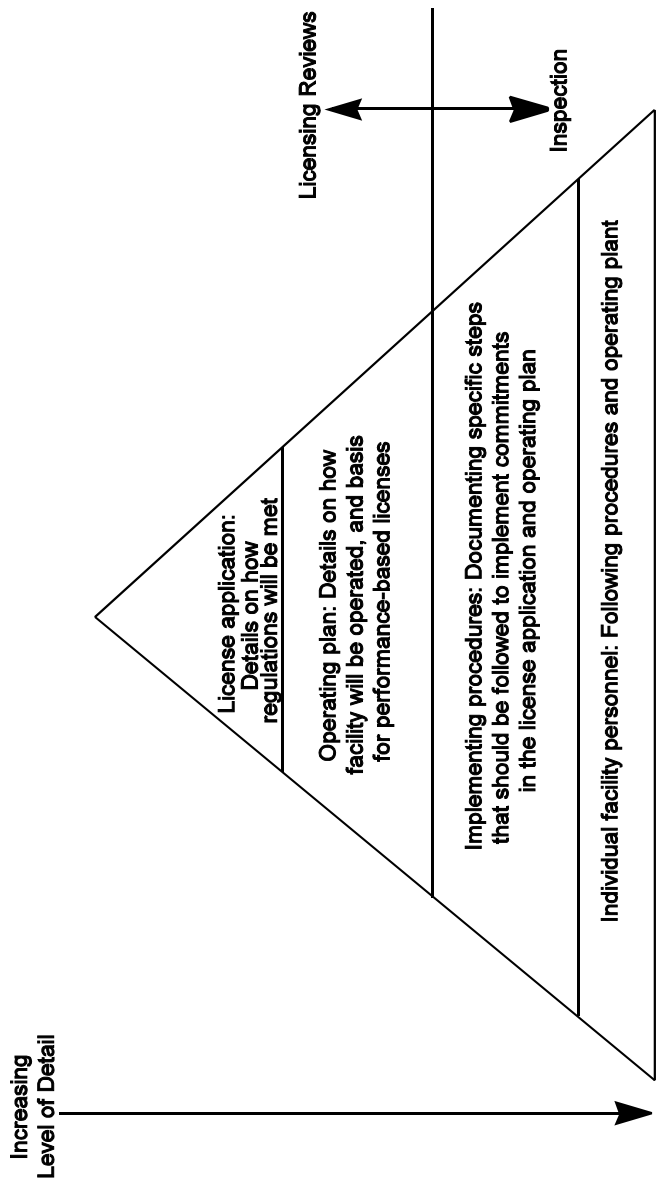 Increasing
Level of Detail
License application:
Details on how
regulations will be met
Operating plan: Details on how
facility will be operated, and basis
for performance-based licenses
Implementing procedures: Documenting specific steps
that should be followed to implement commitments
in the license application and operating plan
Individual facility personnel: Following procedures and operating plant
Licensing Reviews
Inspection